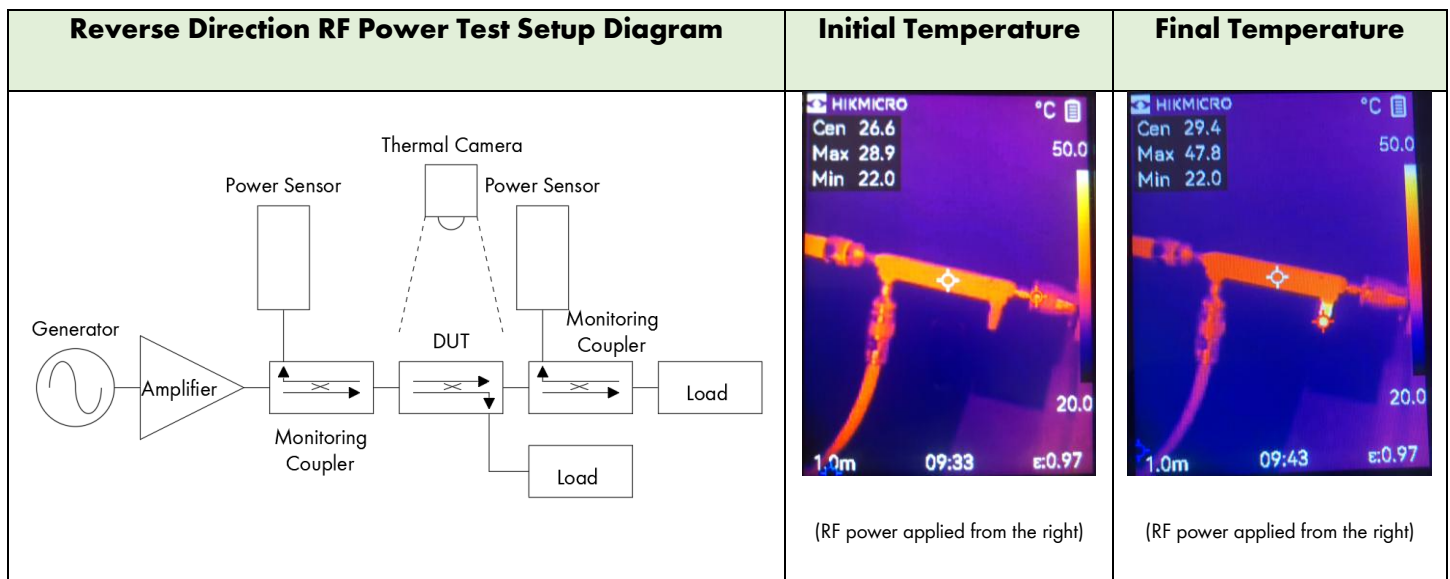 Reverse Direction RF Power Test Setup Diagram
Initial Temperature
Final Temperature
Thermal Camera
Power Sensor
Power Sensor
Generator
Amplifier
DUT
Monitoring
Coupler
Load
Monitoring
Coupler
Load
HIKMICRO °C
Cen 26.6
Max 28.9
Min 22.0
50.0
20.0
1.0m 09:33 ε:0.97
(RF power applied from the right)
HIKMICRO °C
Cen 29.4
Max 47.8
Min 22.0
50.0
20.0
1.0m 09:43 ε:0.97
(RF power applied from the right)